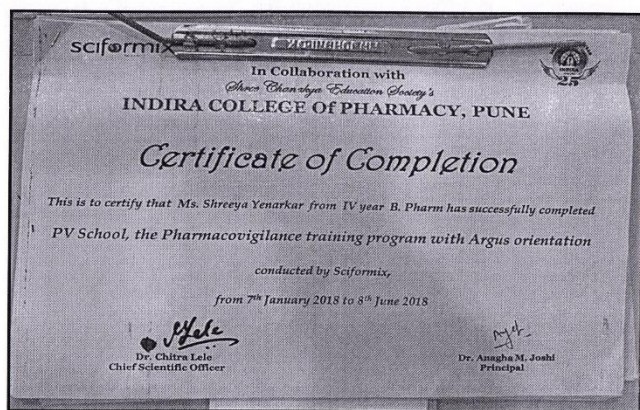 sciformix
In Collaboration with
Shree Chanakya Education Society's
INDIRA COLLEGE Of PHARMACY, PUNE
INDIRA
25
Certificate of Completion
This is to certify that Ms. Shreeya Yenarkar from IV year B. Pharm has successfully completed
PV School, the Pharmacovigilance training program with Argus orientation
conducted by Sciformix,
from 7th January 2018 to 8th June 2018
Dr. Chitra Lele
Chief Scientific Officer
Dr. Anagha M. Joshi
Principal